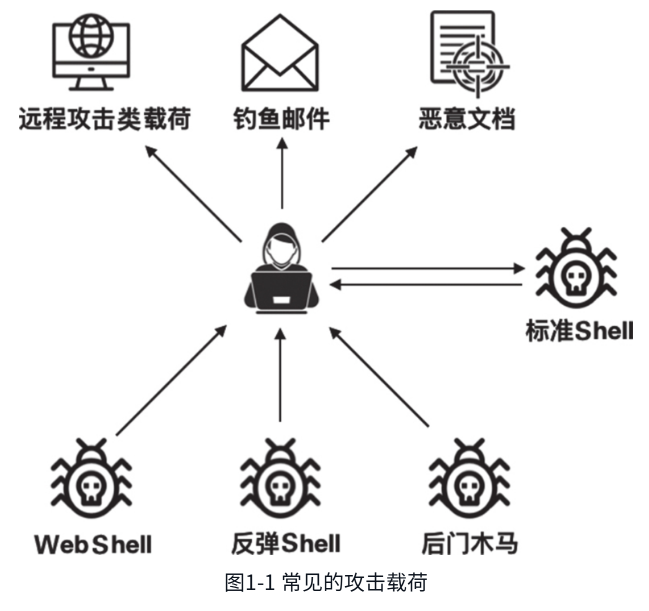 远程攻击类载荷
钓鱼邮件
恶意文档
标准Shell
WebShell
反弹Shell
后门木马
图1-1 常见的攻击载荷